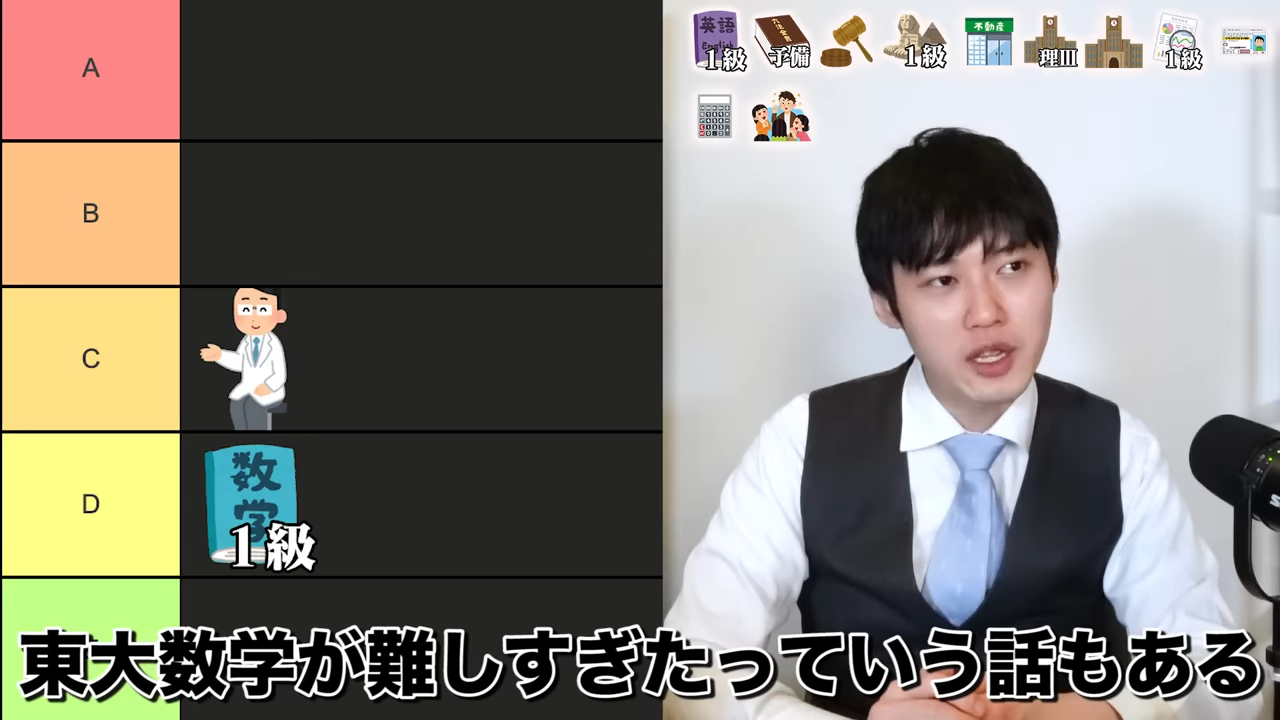 A
B
C
D
数学
1級
英語
English
1級
六法全書
予備
1級
不動産
理III
1級
東大数学が難しすぎたっていう話もある